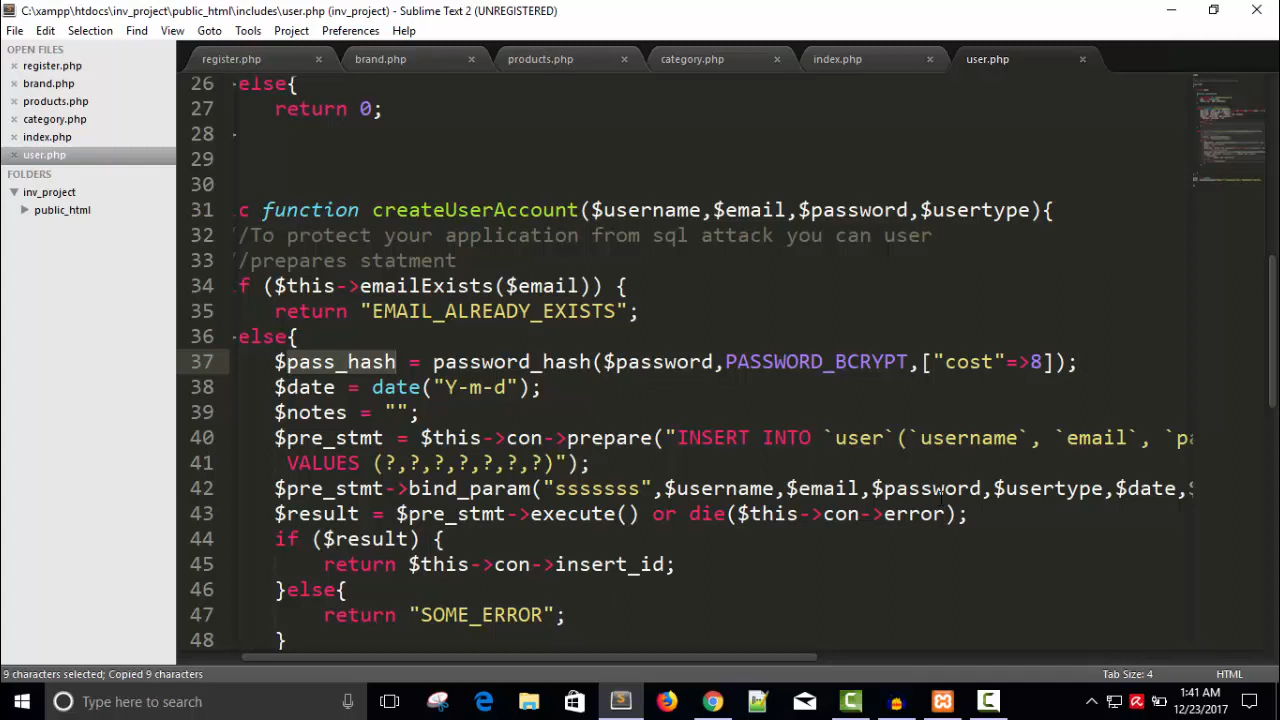 C:\xampp\htdocs\inv_project\public_html\includes\user.php (inv_project) - Sublime Text 2 (UNREGISTERED)
File Edit Selection Find View Goto Tools Project Preferences Help
OPEN FILES
register.php
brand.php
products.php
category.php
index.php
user.php
FOLDERS
inv_project
public_html
register.php brand.php products.php category.php index.php user.php
26 else{
27 return 0;
28
29
30
31 c function createUserAccount($username,$email,$password,$usertype){
32 /To protect your application from sql attack you can user
33 /prepares statment
34 f ($this->emailExists($email)) {
35 return "EMAIL_ALREADY_EXISTS";
36 else{
37 $pass_hash = password_hash($password,PASSWORD_BCRYPT,["cost"=>8]);
38 $date = date("Y-m-d");
39 $notes = "";
40 $pre_stmt = $this->con->prepare("INSERT INTO `user`(`username`, `email`, `pa
41 VALUES (?,?,?,?,?,?,?)");
42 $pre_stmt->bind_param("sssssss",$username,$email,$password,$usertype,$date,$
43 $result = $pre_stmt->execute() or die($this->con->error);
44 if ($result) {
45 return $this->con->insert_id;
46 }else{
47 return "SOME_ERROR";
48 }
9 characters selected; Copied 9 characters
Tab Size: 4 HTML
Type here to search
1:41 AM
12/23/2017